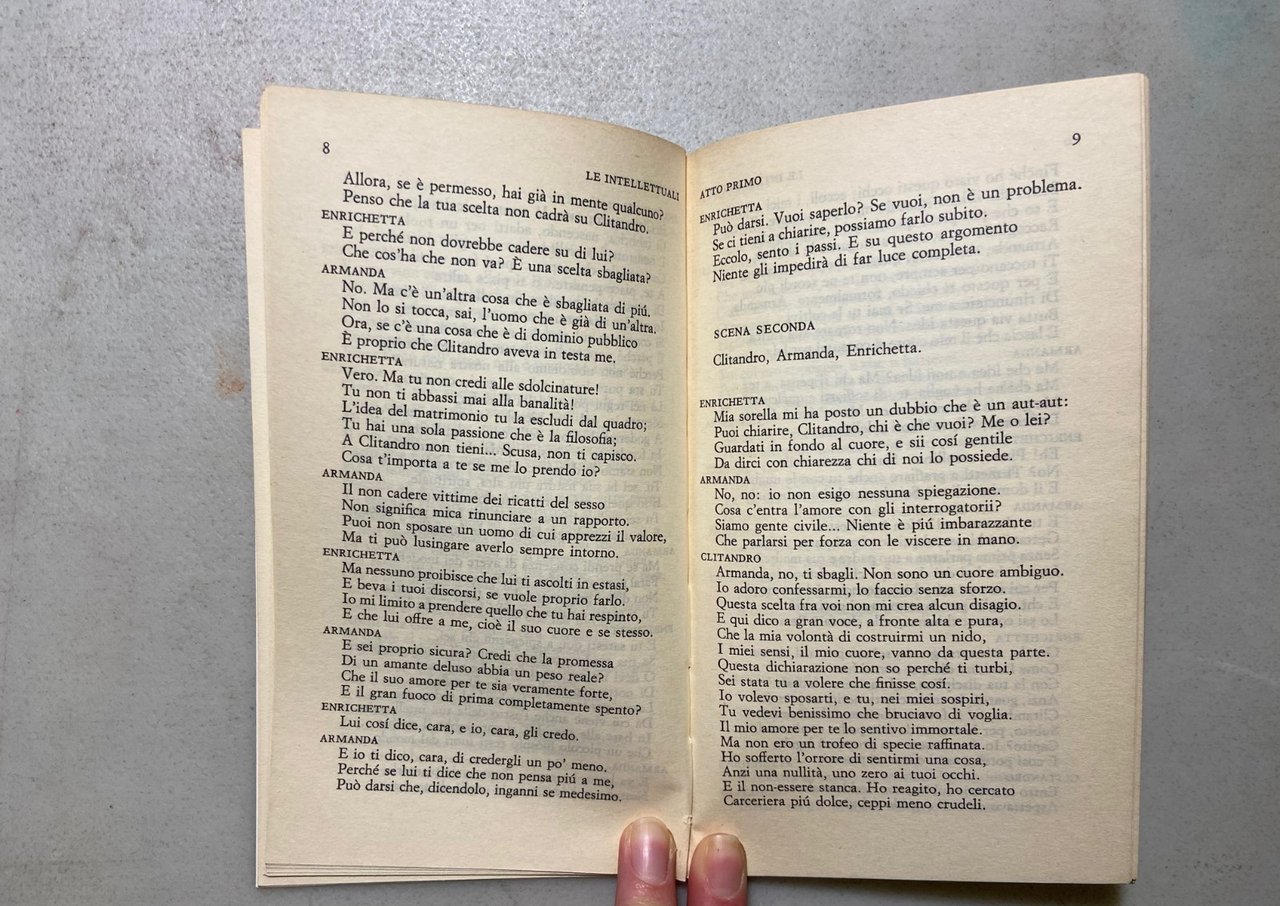 8
LE INTELLETTUALI
Allora, se è permesso, hai già in mente qualcuno?
Penso che la tua scelta non cadrà su Clitandro.
ENRICHETTA
E perché non dovrebbe cadere su di lui?
Che cos'ha che non va? È una scelta sbagliata?
ARMANDA
No. Ma c'è un'altra cosa che è sbagliata di piú.
Non lo si tocca, sai, l'uomo che è già di un'altra.
Ora, se c'è una cosa che è di dominio pubblico
È proprio che Clitandro aveva in testa me.
ENRICHETTA
Vero. Ma tu non credi alle sdolcinature!
Tu non ti abbassi mai alla banalità!
L'idea del matrimonio tu la escludi dal quadro;
Tu hai una sola passione che è la filosofia;
A Clitandro non tieni... Scusa, non ti capisco.
Cosa t'importa a te se me lo prendo io?
ARMANDA
Il non cadere vittime dei ricatti del sesso
Non significa mica rinunciare a un rapporto.
Puoi non sposare un uomo di cui apprezzi il valore,
Ma ti può lusingare averlo sempre intorno.
ENRICHETTA
Ma nessuno proibisce che lui ti ascolti in estasi,
E beva i tuoi discorsi, se vuole proprio farlo.
Io mi limito a prendere quello che tu hai respinto,
E che lui offre a me, cioè il suo cuore e se stesso.
ARMANDA
E sei proprio sicura? Credi che la promessa
Di un amante deluso abbia un peso reale?
Che il suo amore per te sia veramente forte,
E il gran fuoco di prima completamente spento?
ENRICHETTA
Lui cosí dice, cara, e io, cara, gli credo.
ARMANDA
E io ti dico, cara, di credergli un po' meno.
Perché se lui ti dice che non pensa piú a me,
Può darsi che, dicendolo, inganni se medesimo.
9
ATTO PRIMO
ENRICHETTA
Può darsi. Vuoi saperlo? Se vuoi, non è un problema.
Se ci tieni a chiarire, possiamo farlo subito.
Eccolo, sento i passi. E su questo argomento
Niente gli impedirà di far luce completa.
SCENA SECONDA
Clitandro, Armanda, Enrichetta.
ENRICHETTA
Mia sorella mi ha posto un dubbio che è un aut-aut:
Puoi chiarire, Clitandro, chi è che vuoi? Me o lei?
Guardati in fondo al cuore, e sii cosí gentile
Da dirci con chiarezza chi di noi lo possiede.
ARMANDA
No, no: io non esigo nessuna spiegazione.
Cosa c'entra l'amore con gli interrogatorii?
Siamo gente civile... Niente è piú imbarazzante
Che parlarsi per forza con le viscere in mano.
CLITANDRO
Armanda, no, ti sbagli. Non sono un cuore ambiguo.
Io adoro confessarmi, lo faccio senza sforzo.
Questa scelta fra voi non mi crea alcun disagio.
E qui dico a gran voce, a fronte alta e pura,
Che la mia volontà di costruirmi un nido,
I miei sensi, il mio cuore, vanno da questa parte.
Questa dichiarazione non so perché ti turbi,
Sei stata tu a volere che finisse cosí.
Io volevo sposarti, e tu, nei miei sospiri,
Tu vedevi benissimo che bruciavo di voglia.
Il mio amore per te lo sentivo immortale.
Ma non ero un trofeo di specie raffinata.
Ho sofferto l'orrore di sentirmi una cosa,
Anzi una nullità, uno zero ai tuoi occhi.
E il non-essere stanca. Ho reagito, ho cercato
Carceriera piú dolce, ceppi meno crudeli.